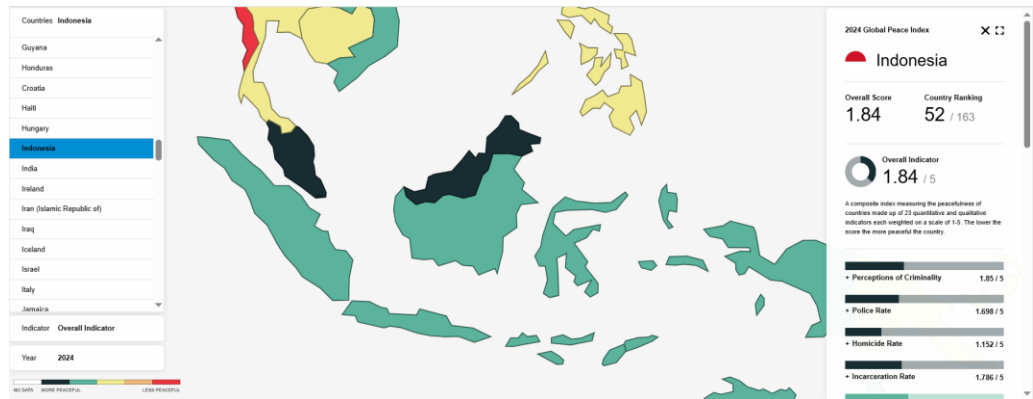 Countries Indonesia
Guyana
Honduras
Croatia
Haiti
Hungary
Indonesia
India
Ireland
Iran (Islamic Republic of)
Iraq
Iceland
Israel
Italy
Jamaica
Indicator Overall Indicator
Year 2024
NO DATA MORE PEACEFUL LESS PEACEFUL
2024 Global Peace Index
Indonesia
Overall Score Country Ranking
1.84 52 / 163
Overall Indicator
1.84 / 5
A composite index measuring the peacefulness of
countries made up of 23 quantitative and qualitative
indicators each weighted on a scale of 1-5. The lower the
score the more peaceful the country.
+ Perceptions of Criminality 1.85 / 5
+ Police Rate 1.698 / 5
+ Homicide Rate 1.152 / 5
+ Incarceration Rate 1.786 / 5